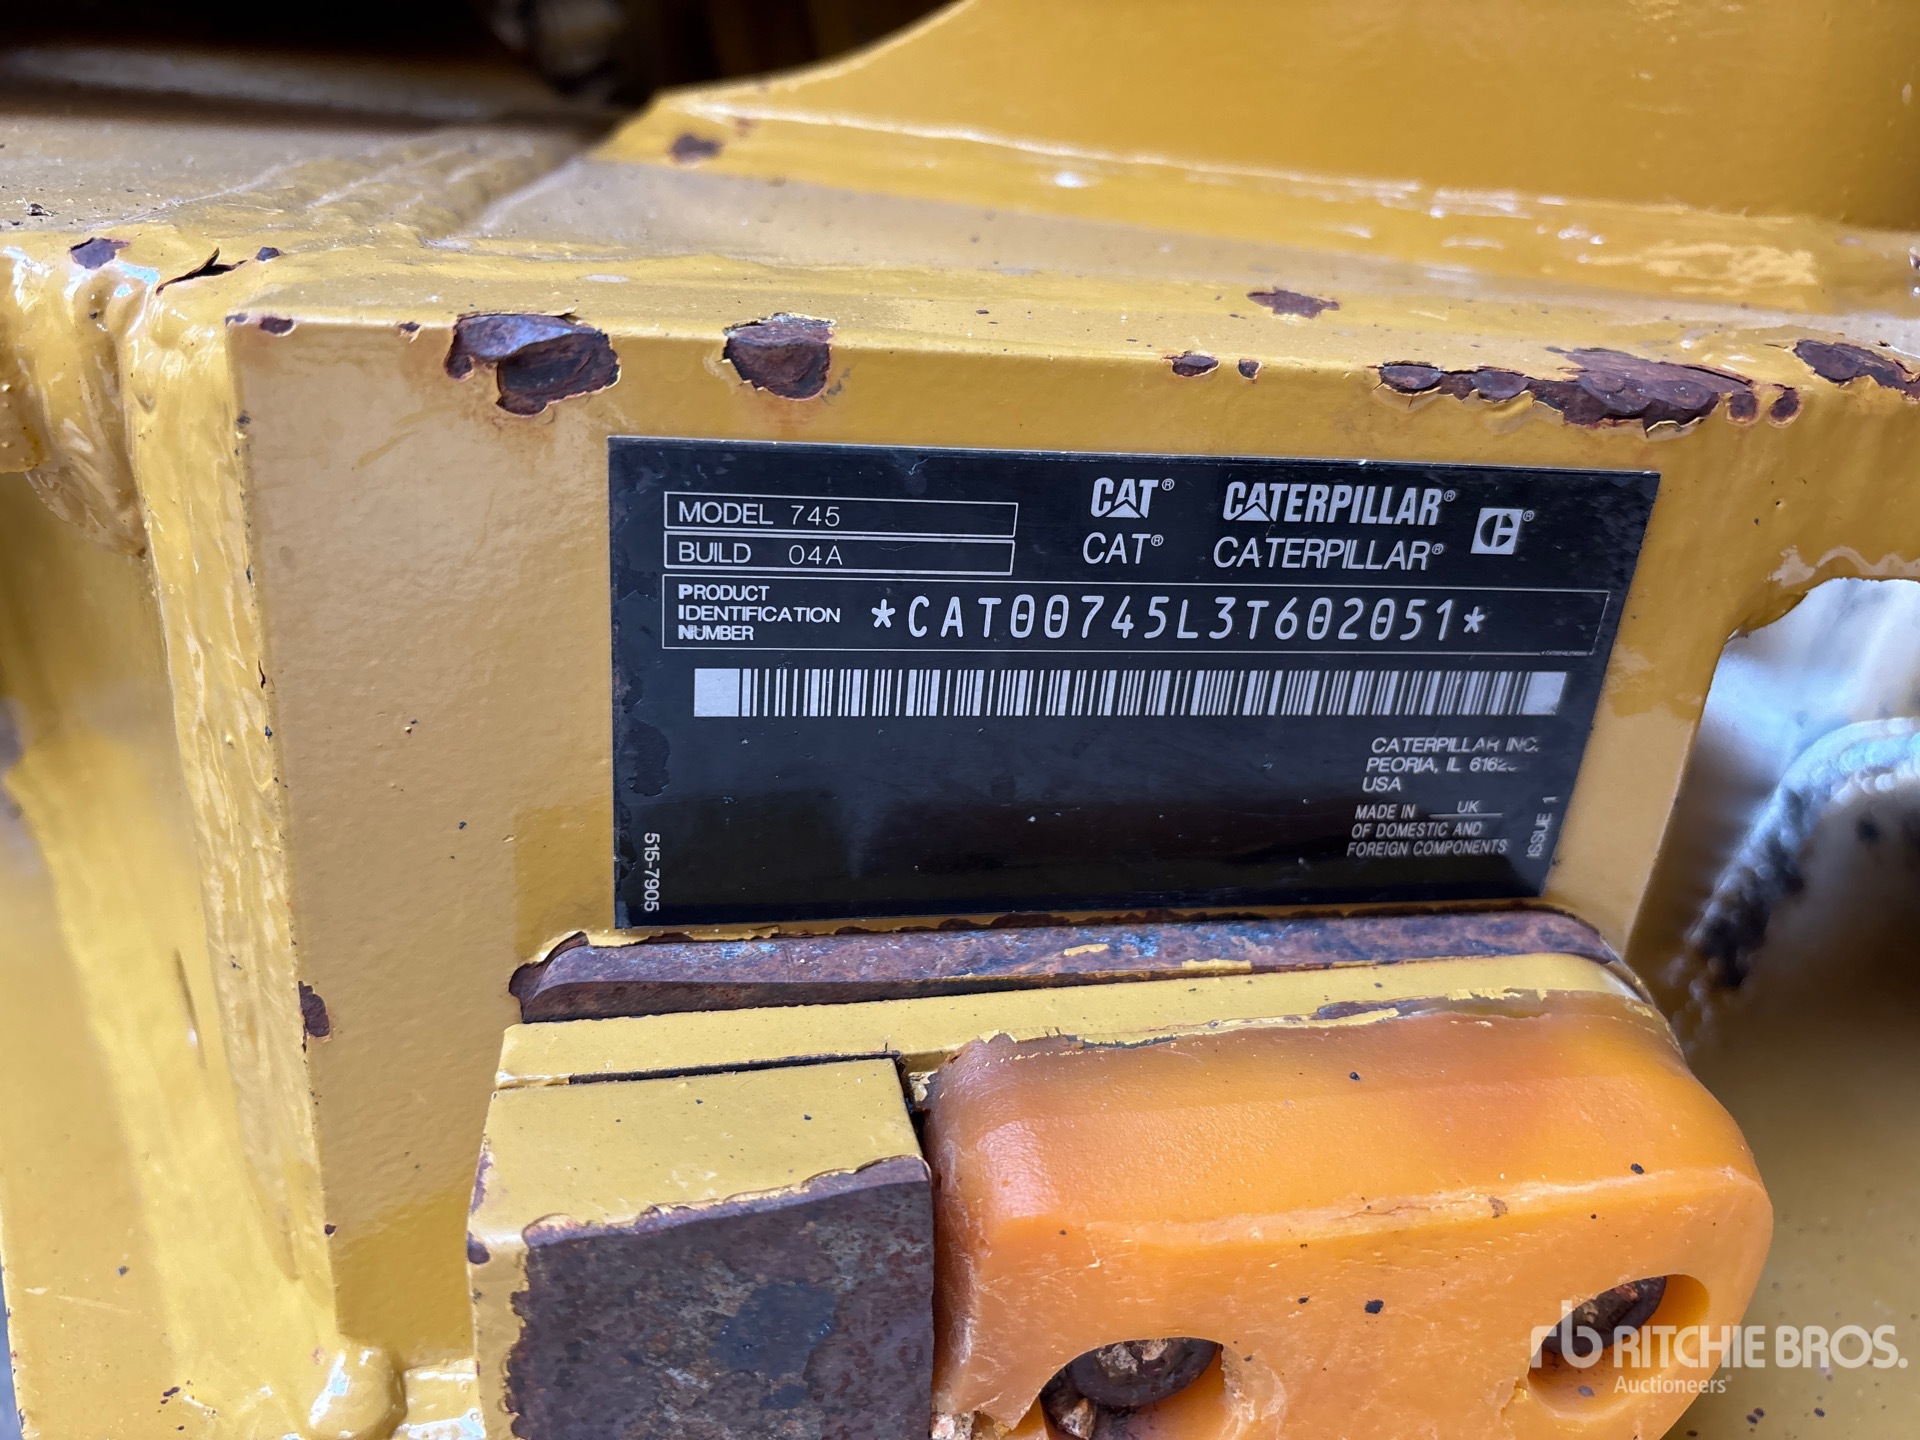 MODEL 745
BUILD 04A
CAT® CATERPILLAR®
CAT® CATERPILLAR®
PRODUCT
IDENTIFICATION
NUMBER
*CAT00745L3T602051*
CATERPILLAR INC.
PEORIA, IL
USA
MADE IN UK
OF DOMESTIC AND
FOREIGN COMPONENTS
ISSUE 1
515-7905
rb RITCHIE BROS.
Auctioneers